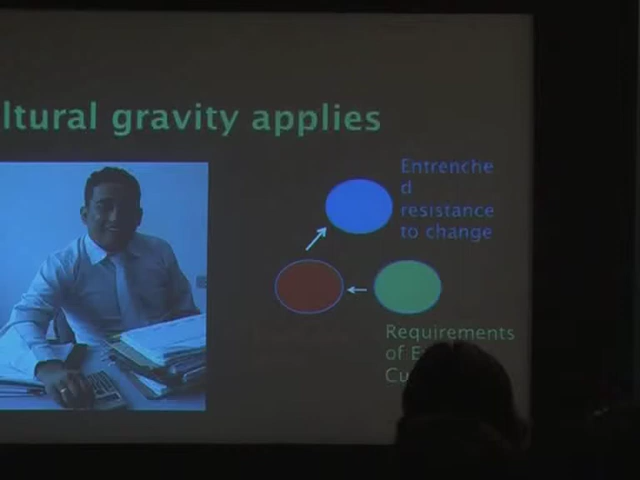 ltural gravity applies
Entrenche
d
resistance
to change
Requirements
of E
Cu